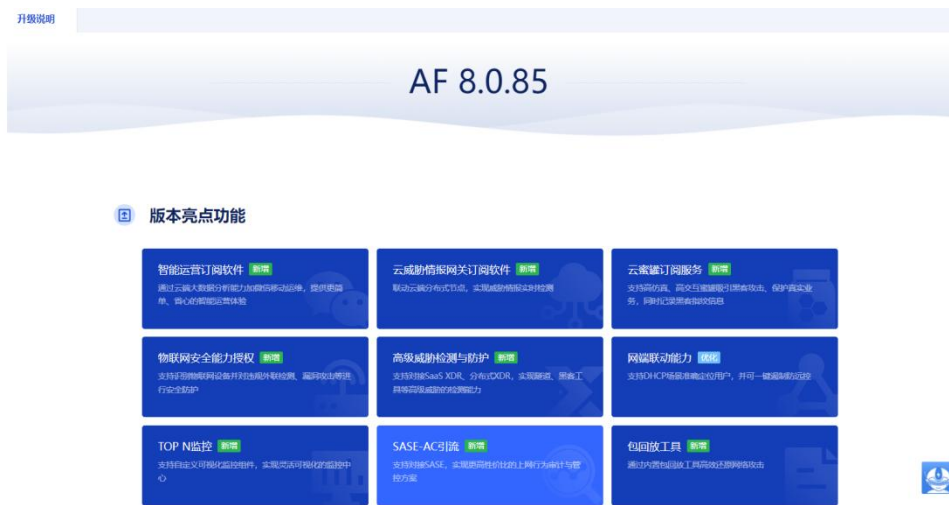 升级说明
AF 8.0.85
版本亮点功能
智能运营订阅软件 新增
通过云端大数据分析能力加微信移动运维，提供更简
单、省心的智能运营体验
云威胁情报网关订阅软件 新增
联动云端分布式节点，实现威胁情报实时检测
云蜜罐订阅服务 新增
支持高仿真、高交互蜜罐吸引黑客攻击、保护真实业
务，同时记录黑客指纹信息
物联网安全能力授权 新增
支持识别物联网设备并对违规外联检测、漏洞攻击等进
行安全防护
高级威胁检测与防护 新增
支持对接SaaS XDR、分布式XDR，实现隧道、黑客工
具等高级威胁的检测能力
网端联动能力 优化
支持DHCP场景准确定位用户，并可一键遏制防远控
TOP N监控 新增
支持自定义可视化监控组件，实现灵活可视化的监控中
心
SASE-AC引流 新增
支持对接SASE，实现更高性价比的上网行为审计与管
控方案
包回放工具 新增
通过内置包回放工具高效还原网络攻击